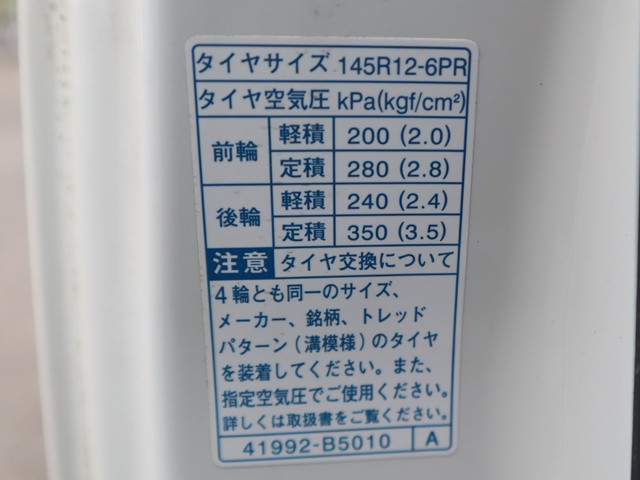 タイヤサイズ 145R12-6PR
タイヤ空気圧 kPa(kgf/cm²)
前輪 軽積 200 (2.0)
定積 280 (2.8)
後輪 軽積 240 (2.4)
定積 350 (3.5)
注意 タイヤ交換について
4輪とも同一のサイズ、
メーカー、銘柄、トレッド
パターン(溝模様)のタイヤ
を装着してください。また、
指定空気圧でご使用ください。
詳しくは取扱書をご覧ください。
41992-B5010 A